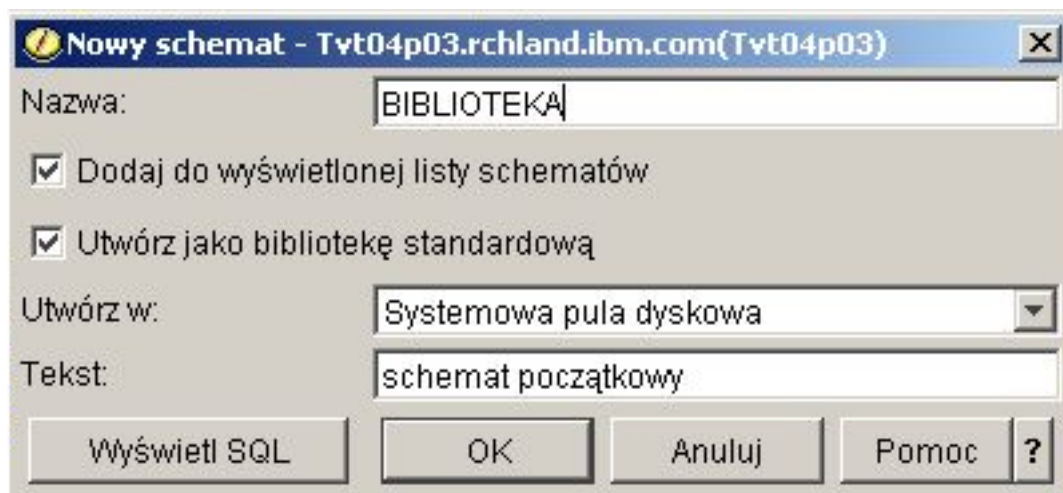 Nowy schemat - Tvt04p03.rchland.ibm.com(Tvt04p03)
Nazwa: BIBLIOTEKA
Dodaj do wyświetlonej listy schematów
Utwórz jako bibliotekę standardową
Utwórz w: Systemowa pula dyskowa
Tekst: schemat początkowy
Wyświetl SQL OK Anuluj Pomoc ?